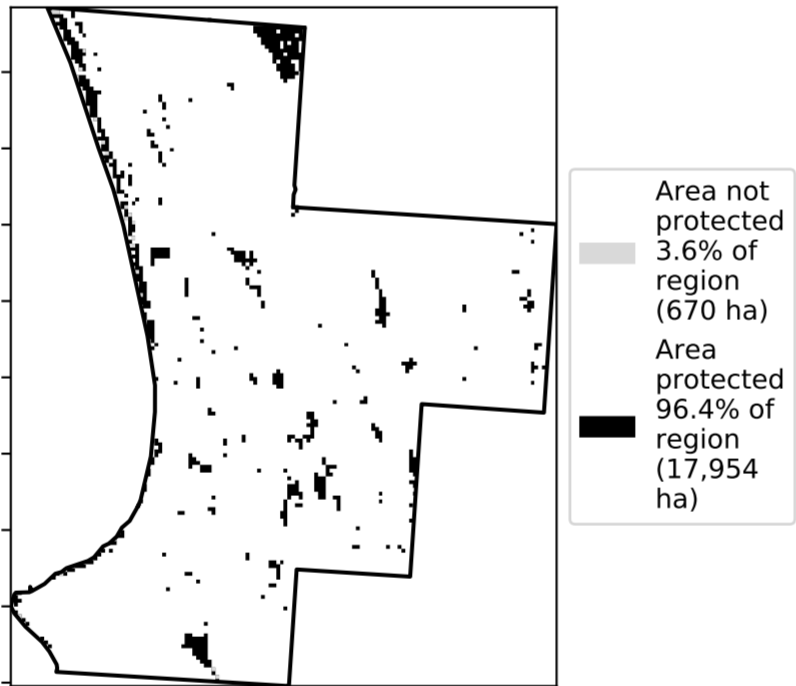 Area not
protected
3.6% of
region
(670 ha)
Area
protected
96.4% of
region
(17,954
ha)